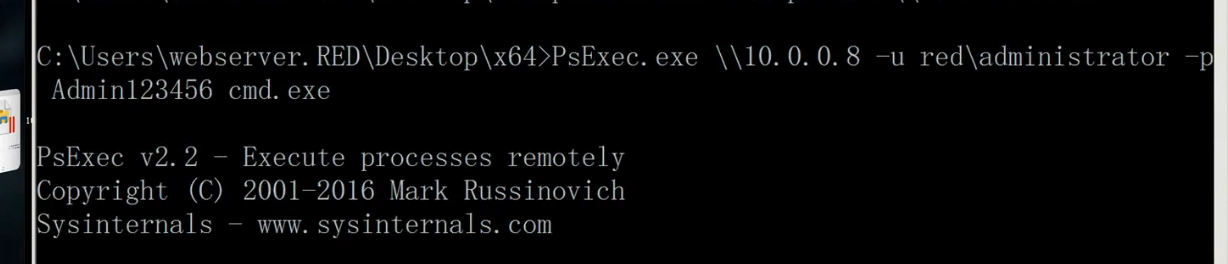 C:\Users\webserver.RED\Desktop\x64>PsExec.exe \\10.0.0.8 -u red\administrator -p
Admin123456 cmd.exe
PsExec v2.2 - Execute processes remotely
Copyright (C) 2001-2016 Mark Russinovich
Sysinternals - www.sysinternals.com